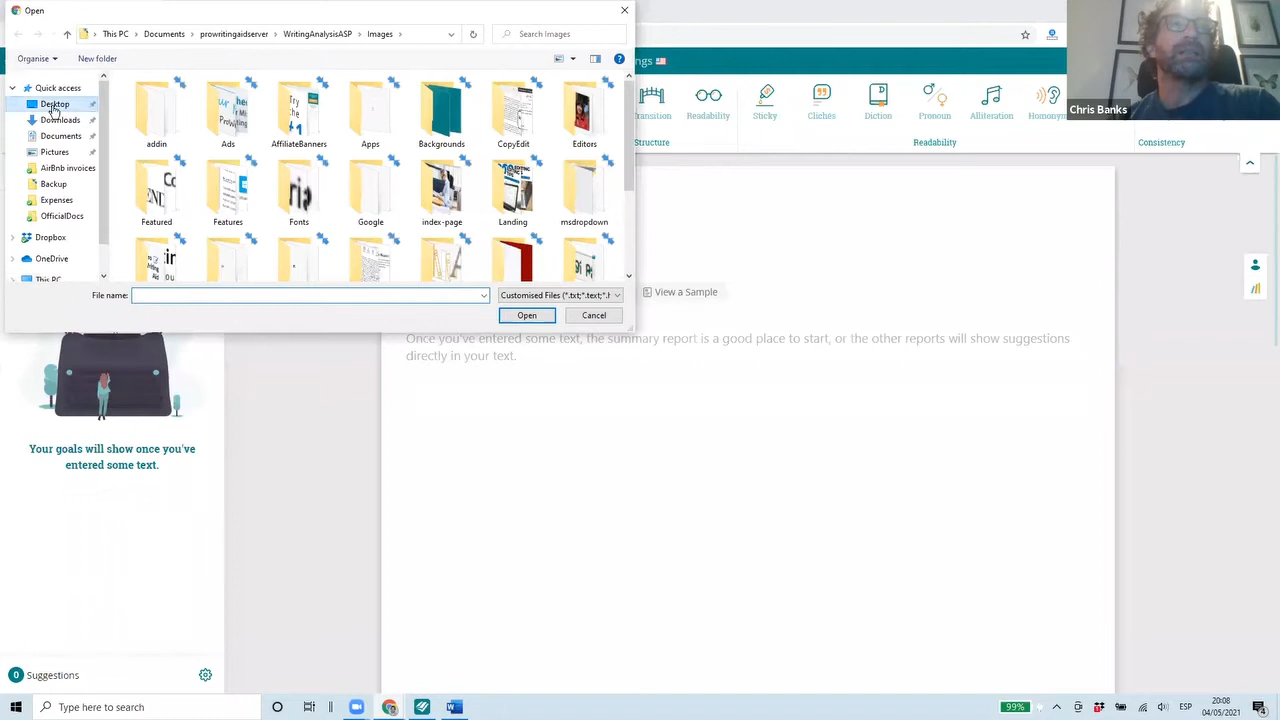 Open
This PC > Documents > prowritingaidserver > WritingAnalysisASP > Images >
Search Images
Organise
New folder
Quick access
Desktop
Downloads
Documents
Pictures
AirBnb invoices
Backup
Expenses
OfficialDocs
Dropbox
OneDrive
This PC
addin
Ads
AffiliateBanners
Apps
Backgrounds
CopyEdit
Editors
Featured
Features
Fonts
Google
index-page
Landing
msdropdown
File name:
Customised Files (*.txt;*.text;*.h
Open
Cancel
ngs
Transition
Readability
Sticky
Clichés
Diction
Pronoun
Alliteration
Homonym
Structure
Readability
Consistency
Chris Banks
View a Sample
Once you've entered some text, the summary report is a good place to start, or the other reports will show suggestions
directly in your text.
Your goals will show once you've
entered some text.
0 Suggestions
Type here to search
99%
ESP
20:08
04/05/2021
4